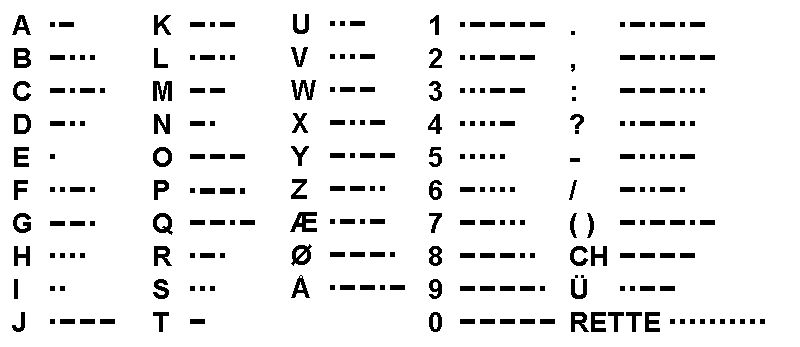 A ·− K −·− U ··− 1 ·−−−− . ·−·−·−
B −··· L ·−·· V ···− 2 ··−−− , −−··−−
C −·−· M −− W ·−− 3 ···−− : −−−···
D −·· N −· X −··− 4 ····− ? ··−−··
E · O −−− Y −·−− 5 ····· - −····−
F ··−· P ·−−· Z −−·· 6 −···· / −··−·
G −−· Q −−·− Æ ·−·− 7 −−··· ( ) −·−−·−
H ···· R ·−· Ø −−−· 8 −−−·· CH −−−−
I ·· S ··· Å ·−−·− 9 −−−−· Ü ··−−
J ·−−− T − 0 −−−−− RETTE ··········